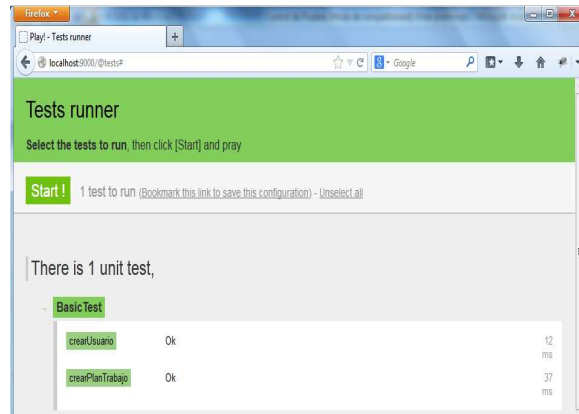 Firefox
Play! - Tests runner
localhost:9000/@tests#
Google
Tests runner
Select the tests to run, then click [Start] and pray
Start ! 1 test to run (Bookmark this link to save this configuration) - Unselect all
There is 1 unit test,
- BasicTest
crearUsuario Ok 12 ms
crearPlanTrabajo Ok 37 ms